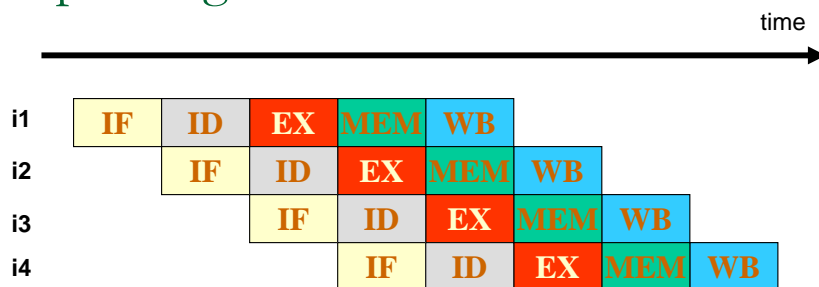 time
i1 IF ID EX MEM WB
i2 IF ID EX MEM WB
i3 IF ID EX MEM WB
i4 IF ID EX MEM WB